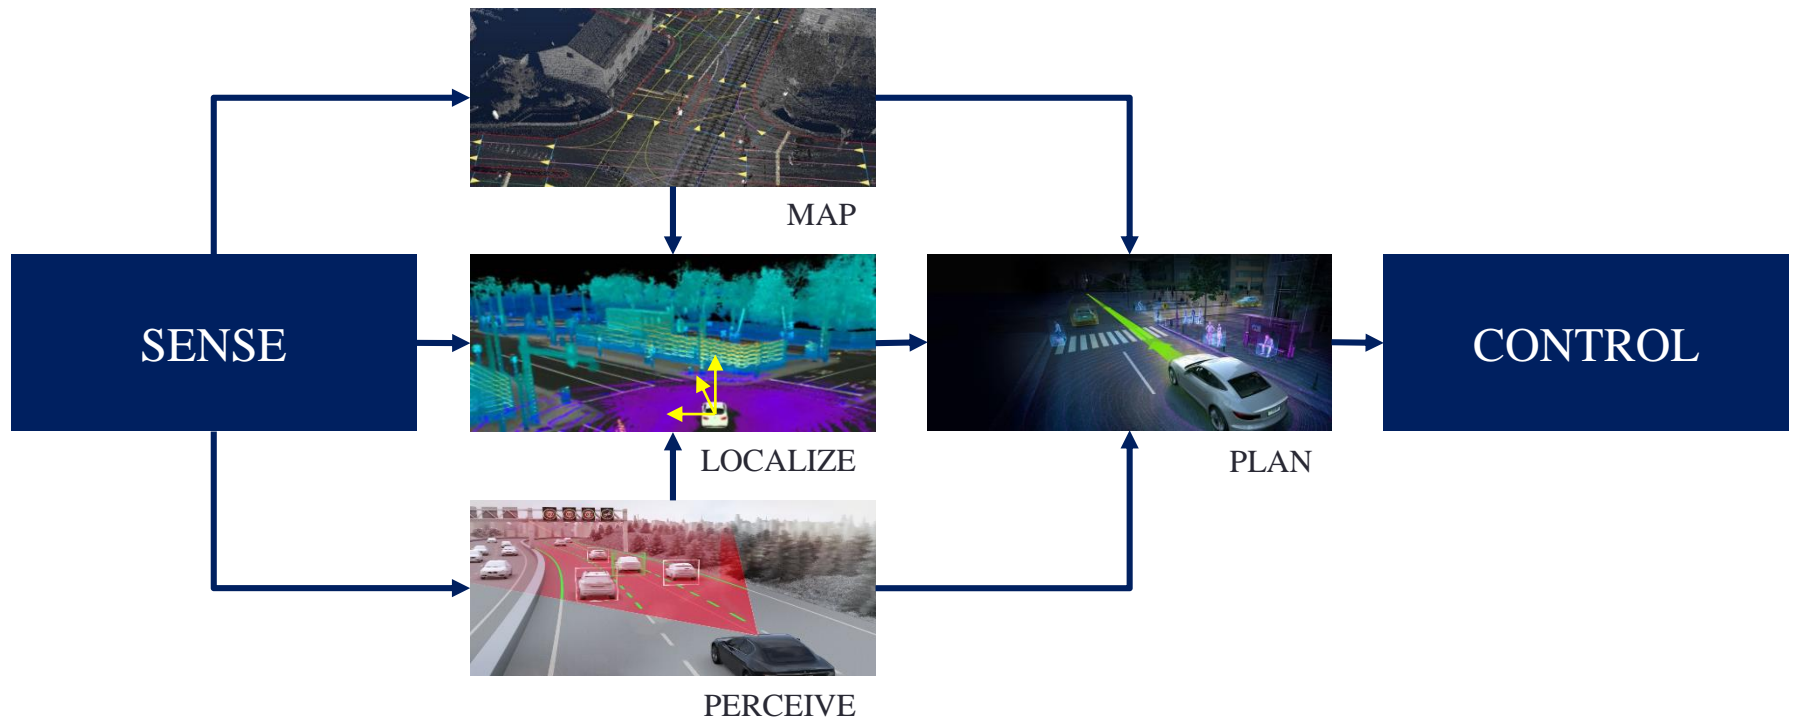 MAP
SENSE
LOCALIZE
PLAN
CONTROL
PERCEIVE